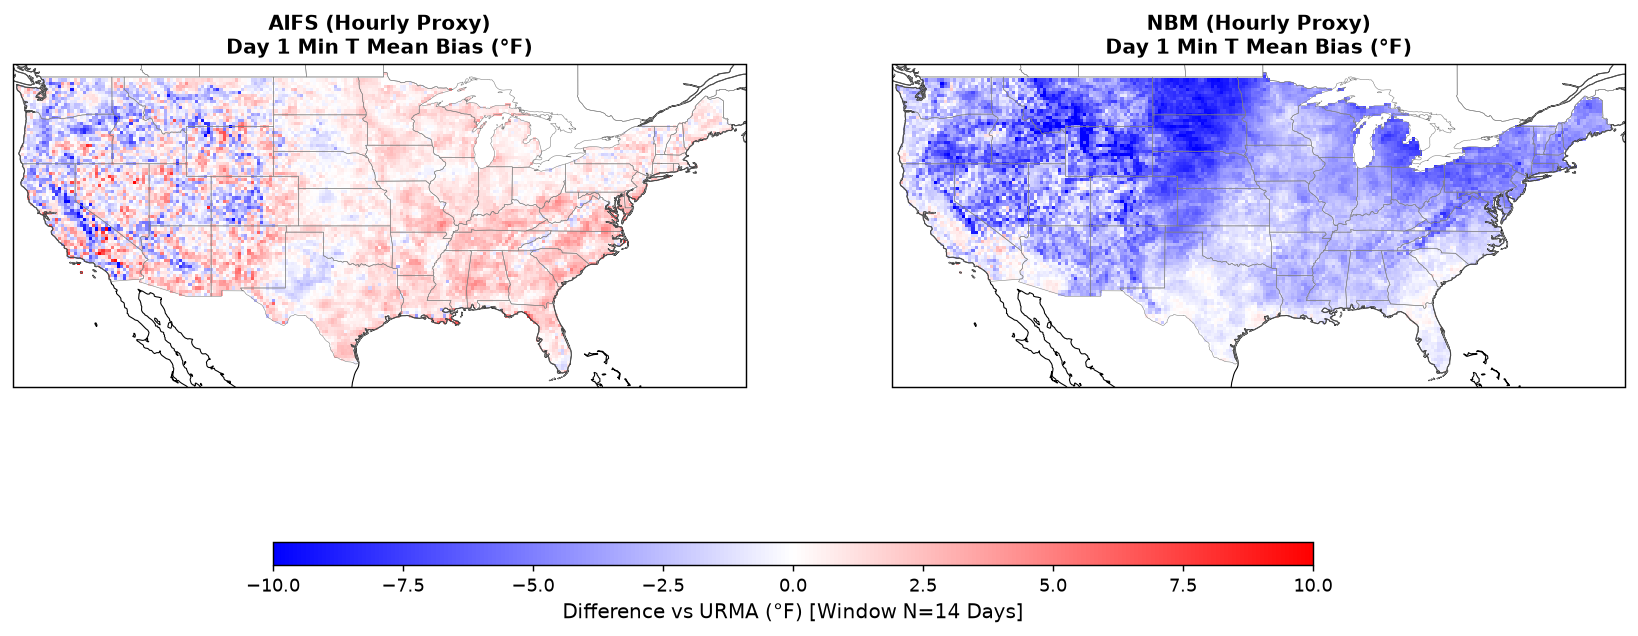 AIFS (Hourly Proxy)
Day 1 Min T Mean Bias (°F)
NBM (Hourly Proxy)
Day 1 Min T Mean Bias (°F)
−10.0 −7.5 −5.0 −2.5 0.0 2.5 5.0 7.5 10.0
Difference vs URMA (°F) [Window N=14 Days]